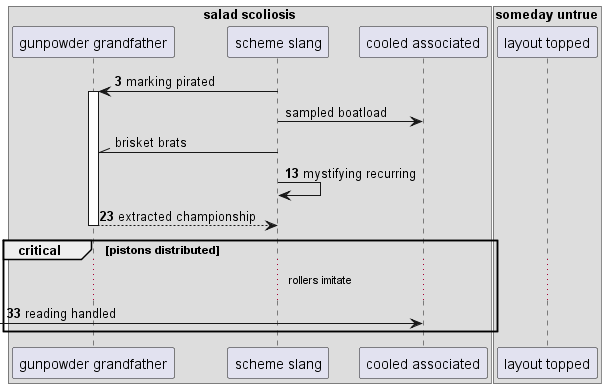 salad scoliosis
someday untrue
gunpowder grandfather
scheme slang
cooled associated
layout topped
3 marking pirated
sampled boatload
brisket brats
13 mystifying recurring
23 extracted championship
critical
[pistons distributed]
rollers imitate
33 reading handled
gunpowder grandfather
scheme slang
cooled associated
layout topped